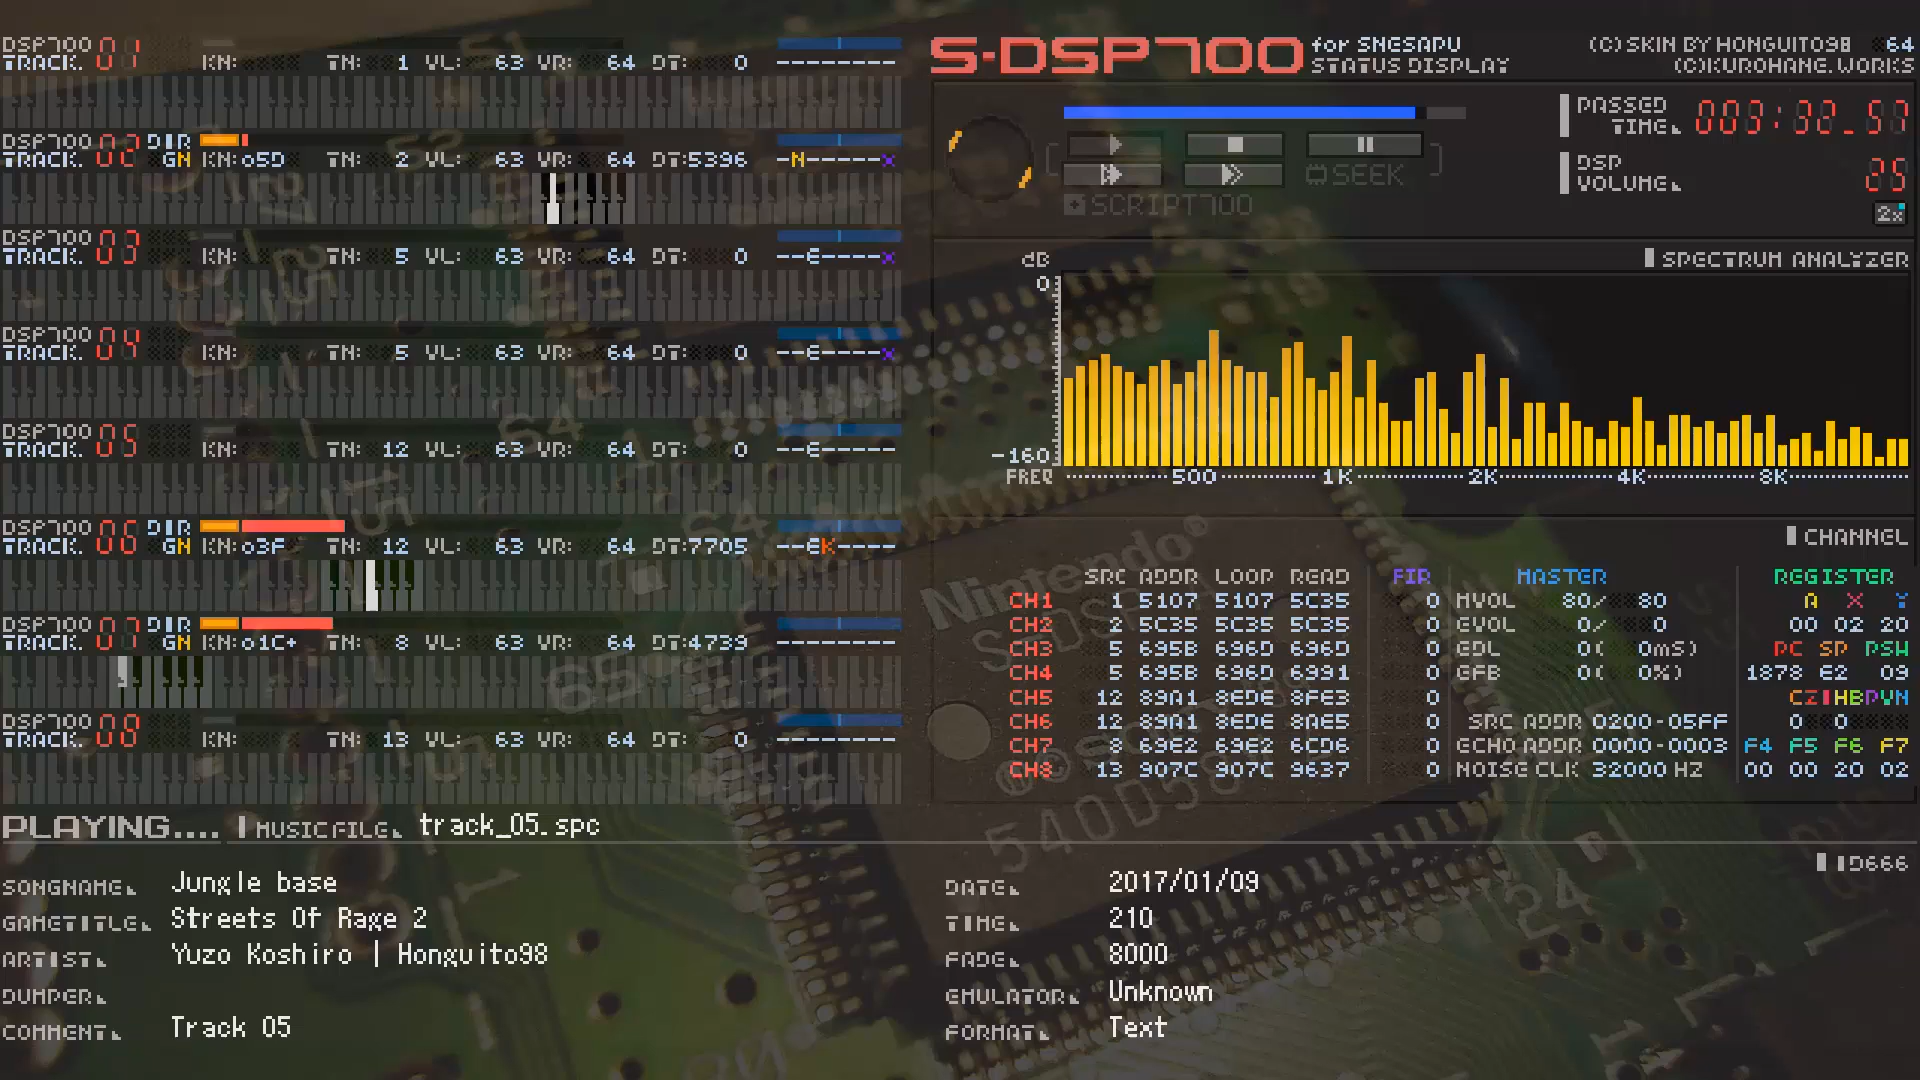 DSP700 01
TRACK. KN: TN: 1 VL: 63 VR: 64 DT: 0 ----------
DSP700 02 DIR
TRACK. GN KN:o5D TN: 2 VL: 63 VR: 64 DT:5396 -N------X
DSP700 03
TRACK. KN: TN: 5 VL: 63 VR: 64 DT: 0 --E-----X
DSP700 04
TRACK. KN: TN: 5 VL: 63 VR: 64 DT: 0 --E-----X
DSP700 05
TRACK. KN: TN: 12 VL: 63 VR: 64 DT: 0 --E------
DSP700 06 DIR
TRACK. GN KN:o3F TN: 12 VL: 63 VR: 64 DT:7705 --EK-----
DSP700 07 DIR
TRACK. GN KN:o1C+ TN: 8 VL: 63 VR: 64 DT:4739 ----------
DSP700 08
TRACK. KN: TN: 13 VL: 63 VR: 64 DT: 0 ----------
S-DSP700 for SNESAPU
STATUS DISPLAY
(C) SKIN BY HONGUITO98 64
(C)KUROHANE.WORKS
PASSED TIME
DSP VOLUME 25
2x
SEEK
SCRIPT700
SPECTRUM ANALYZER
dB
0
-160
FREQ 500 1K 2K 4K 8K
CHANNEL
SRC ADDR LOOP READ FIR MASTER REGISTER
CH1 1 5107 5107 5C35 0 MVOL 80/ 80 A X Y
CH2 2 5C35 5C35 5C35 0 EVOL 0/ 0 00 02 20
CH3 5 695B 696D 696D 0 EDL 0( 0mS) PC SP PSW
CH4 5 695B 696D 6991 0 EFB 0( 0%) 1878 E2 09
CH5 12 89A1 8EDE 8FE3 0 CZIHBPVN
CH6 12 89A1 8EDE 8AE5 0 SRC ADDR 0200-05FF 0 0
CH7 8 69E2 69E2 6CD6 0 ECHO ADDR 0000-0003 F4 F5 F6 F7
CH8 13 907C 907C 9637 0 NOISE CLK 32000 HZ 00 00 20 02
Nintendo®
PLAYING.... MUSICFILE. track_05.spc
ID666
SONGNAME. Jungle base
GAMETITLE. Streets Of Rage 2
ARTIST. Yuzo Koshiro | Honguito98
DUMPER.
COMMENT. Track 05
DATE. 2017/01/09
TIME. 210
FADE. 8000
EMULATOR. Unknown
FORMAT. Text